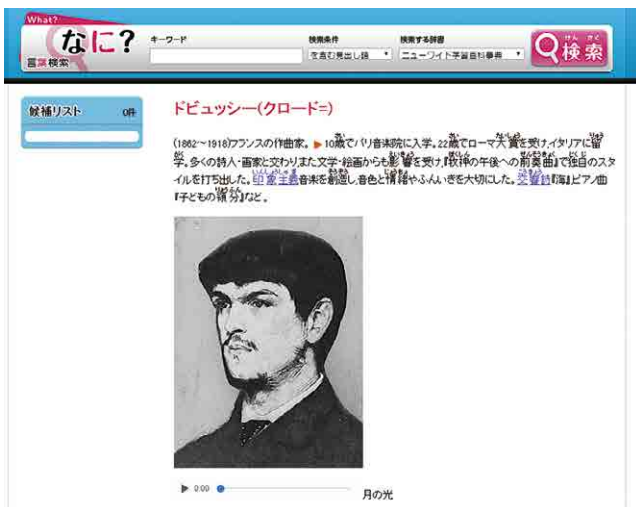 What?
なに?
言葉検索
キーワード
検索条件
を含む見出し語
検索する辞書
ニューワイド学習百科事典
けん さく
検索
候補リスト 0件
ドビュッシー(クロード=)
(1862〜1918)フランスの作曲家。▶10歳でパリ音楽院に入学。22歳でローマ大賞を受け,イタリアに留
学。多くの詩人・画家と交わり,また文学・絵画からも影響を受け,『牧神の午後への前奏曲』で独自のスタ
イルを打ち出した。印象主義音楽を創造し,音色と情緒やふんいきを大切にした。交響詩『海』,ピアノ曲
『子どもの領分』など。
0:00
月の光